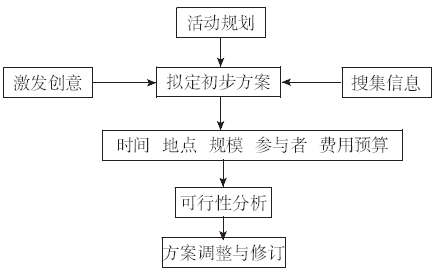 活动规划
激发创意
拟定初步方案
搜集信息
时间 地点 规模 参与者 费用预算
可行性分析
方案调整与修订